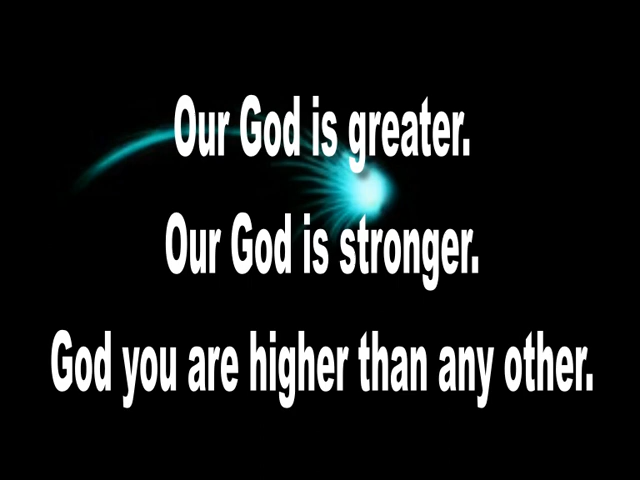 Our God is greater.
Our God is stronger.
God you are higher than any other.